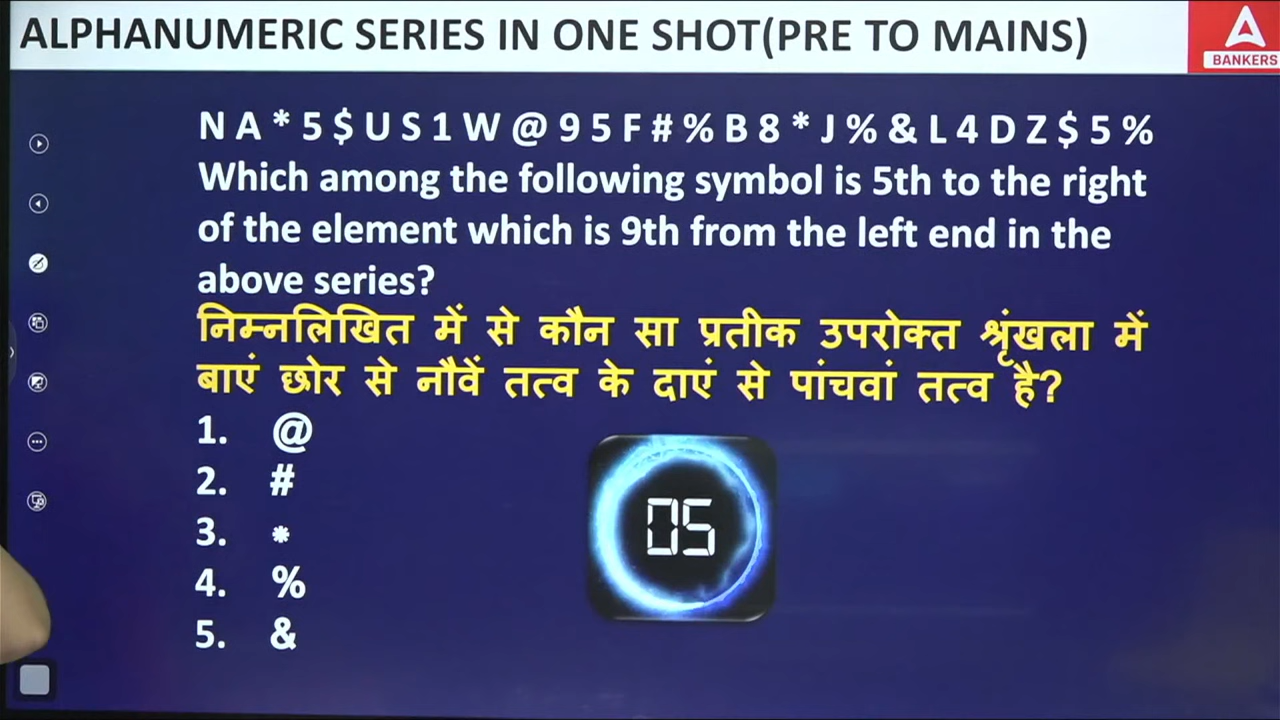 ALPHANUMERIC SERIES IN ONE SHOT(PRE TO MAINS)
A
BANKERS
N A * 5 $ U S 1 W @ 9 5 F # % B 8 * J % & L 4 D Z $ 5 %
Which among the following symbol is 5th to the right
of the element which is 9th from the left end in the
above series?
निम्नलिखित में से कौन सा प्रतीक उपरोक्त श्रृंखला में
बाएं छोर से नौवें तत्व के दाएं से पांचवां तत्व है?
1. @
2. #
3. *
4. %
5. &
05